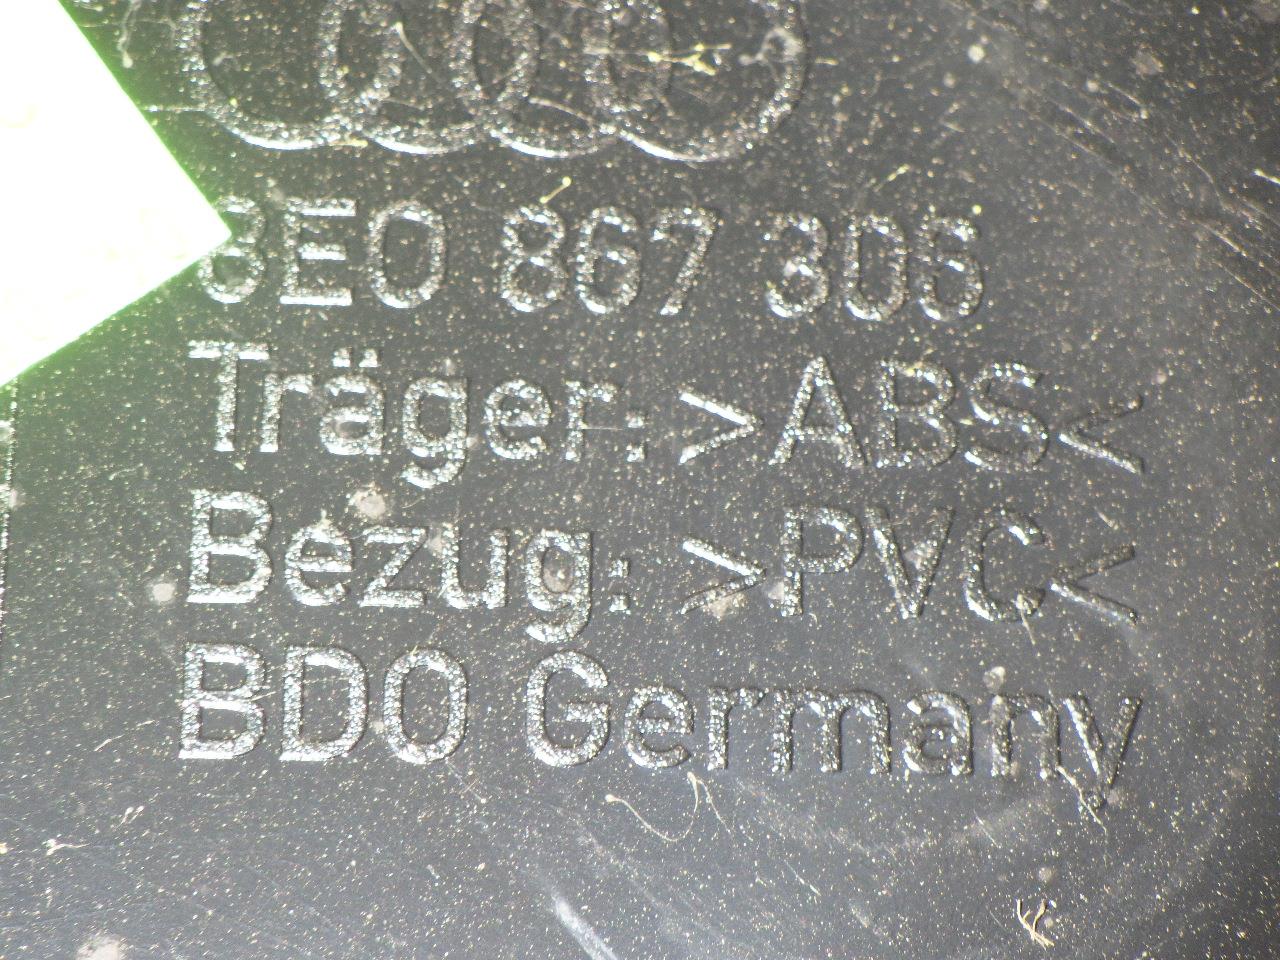 8E0 867 306
Träger: >ABS<
Bezug: >PVC<
BDO Germany